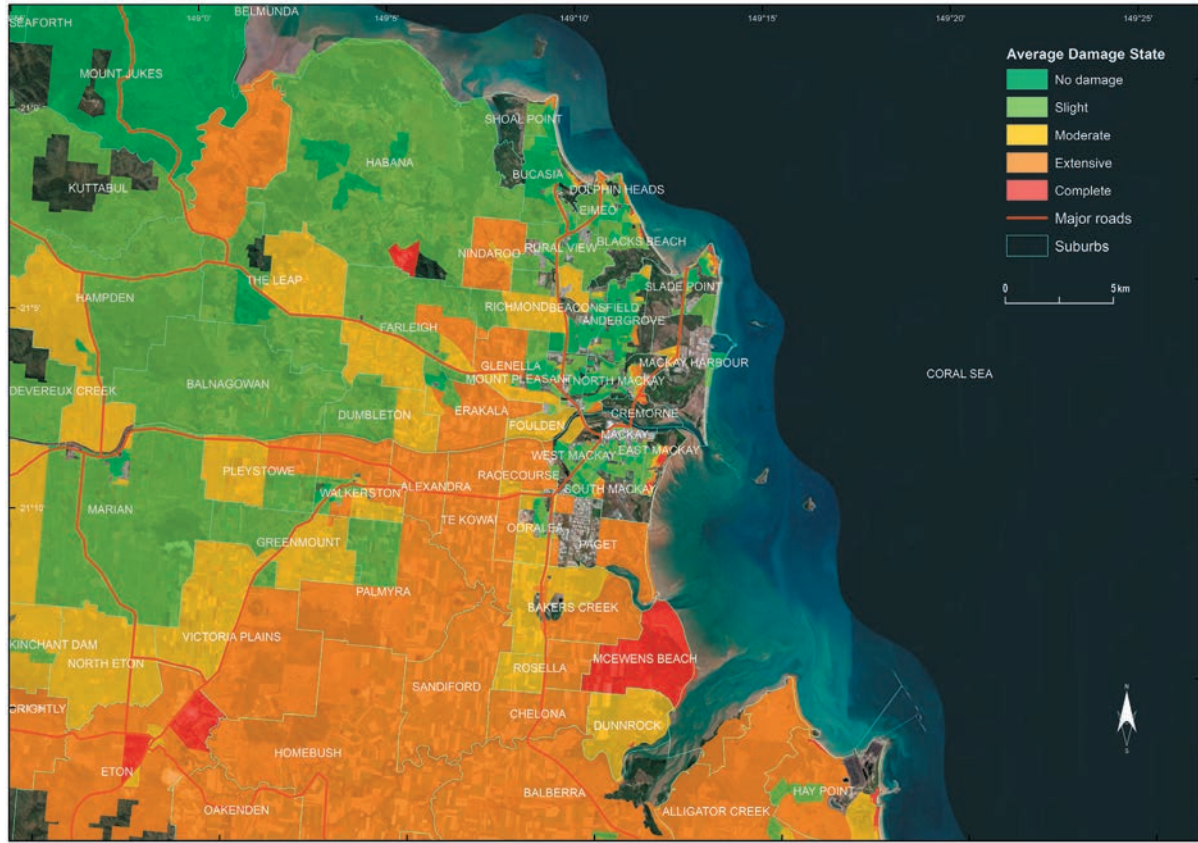 149°0'
149°5'
149°10'
149°15'
149°20'
149°25'
SEAFORTH
BELMUNDA
MOUNT JUKES
21°0'
SHOAL POINT
HABANA
KUTTABUL
BUCASIA
DOLPHIN HEADS
EIMEO
NINDAROO
RURAL VIEW
BLACKS BEACH
THE LEAP
SLADE POINT
HAMPDEN
21°5'
RICHMOND
BEACONSFIELD
ANDERGROVE
FARLEIGH
GLENELLA
MACKAY HARBOUR
MOUNT PLEASANT
NORTH MACKAY
DEVEREUX CREEK
BALNAGOWAN
DUMBLETON
ERAKALA
CREMORNE
FOULDEN
MACKAY
WEST MACKAY
EAST MACKAY
PLEYSTOWE
RACECOURSE
ALEXANDRA
WALKERSTON
SOUTH MACKAY
21°10'
MARIAN
TE KOWAI
OORALEA
GREENMOUNT
PAGET
PALMYRA
BAKERS CREEK
KINCHANT DAM
VICTORIA PLAINS
NORTH ETON
ROSELLA
MCEWENS BEACH
SANDIFORD
BRIGHTLY
CHELONA
DUNNROCK
HOMEBUSH
ETON
OAKENDEN
BALBERRA
ALLIGATOR CREEK
HAY POINT
CORAL SEA
Average Damage State
No damage
Slight
Moderate
Extensive
Complete
Major roads
Suburbs
0 5km
N
S